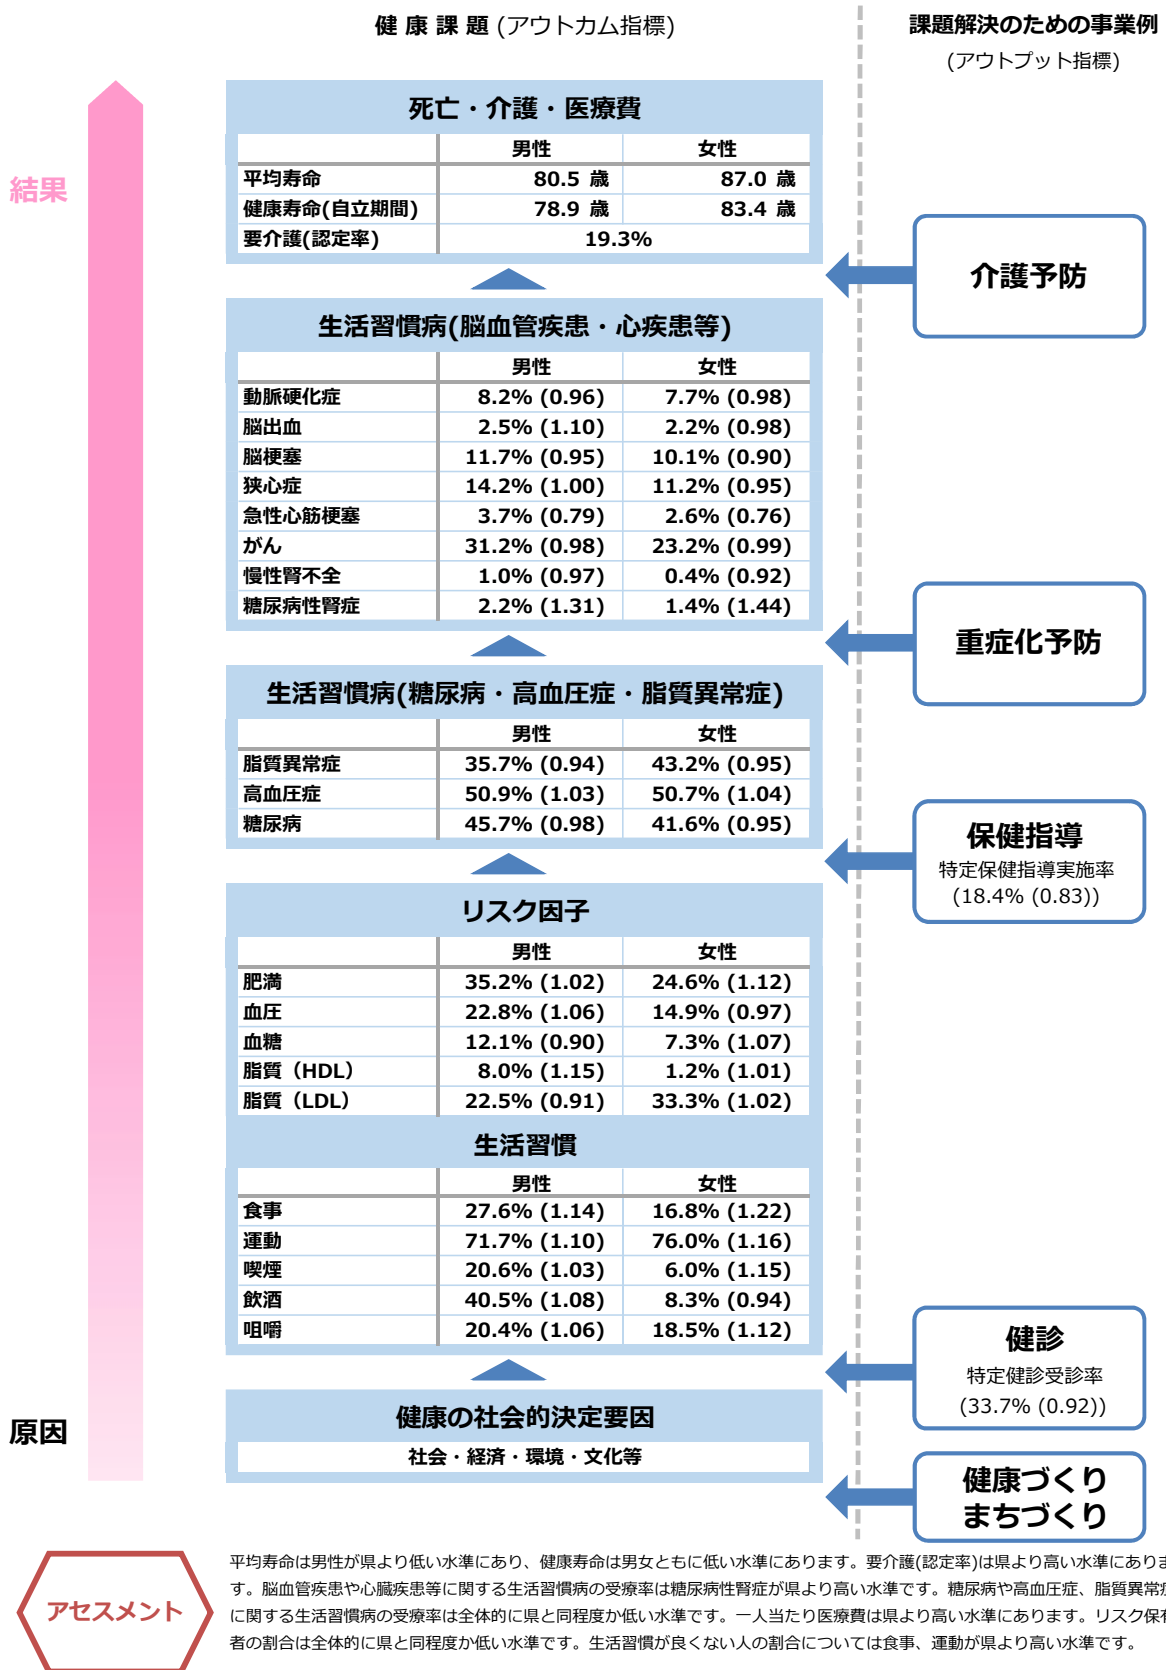 健 康 課 題 (アウトカム指標)
課題解決のための事業例
(アウトプット指標)
結果
死亡・介護・医療費
男性 女性
平均寿命 80.5 歳 87.0 歳
健康寿命(自立期間) 78.9 歳 83.4 歳
要介護(認定率) 19.3%
介護予防
生活習慣病(脳血管疾患・心疾患等)
男性 女性
動脈硬化症 8.2% (0.96) 7.7% (0.98)
脳出血 2.5% (1.10) 2.2% (0.98)
脳梗塞 11.7% (0.95) 10.1% (0.90)
狭心症 14.2% (1.00) 11.2% (0.95)
急性心筋梗塞 3.7% (0.79) 2.6% (0.76)
がん 31.2% (0.98) 23.2% (0.99)
慢性腎不全 1.0% (0.97) 0.4% (0.92)
糖尿病性腎症 2.2% (1.31) 1.4% (1.44)
重症化予防
生活習慣病(糖尿病・高血圧症・脂質異常症)
男性 女性
脂質異常症 35.7% (0.94) 43.2% (0.95)
高血圧症 50.9% (1.03) 50.7% (1.04)
糖尿病 45.7% (0.98) 41.6% (0.95)
保健指導
特定保健指導実施率
(18.4% (0.83))
リスク因子
男性 女性
肥満 35.2% (1.02) 24.6% (1.12)
血圧 22.8% (1.06) 14.9% (0.97)
血糖 12.1% (0.90) 7.3% (1.07)
脂質（HDL） 8.0% (1.15) 1.2% (1.01)
脂質（LDL） 22.5% (0.91) 33.3% (1.02)
生活習慣
男性 女性
食事 27.6% (1.14) 16.8% (1.22)
運動 71.7% (1.10) 76.0% (1.16)
喫煙 20.6% (1.03) 6.0% (1.15)
飲酒 40.5% (1.08) 8.3% (0.94)
咀嚼 20.4% (1.06) 18.5% (1.12)
健診
特定健診受診率
(33.7% (0.92))
原因
健康の社会的決定要因
社会・経済・環境・文化等
健康づくり
まちづくり
アセスメント
平均寿命は男性が県より低い水準にあり、健康寿命は男女ともに低い水準にあります。要介護(認定率)は県より高い水準にありま
す。脳血管疾患や心臓疾患等に関する生活習慣病の受療率は糖尿病性腎症が県より高い水準です。糖尿病や高血圧症、脂質異常症
に関する生活習慣病の受療率は全体的に県と同程度か低い水準です。一人当たり医療費は県より高い水準にあります。リスク保有
者の割合は全体的に県と同程度か低い水準です。生活習慣が良くない人の割合については食事、運動が県より高い水準です。